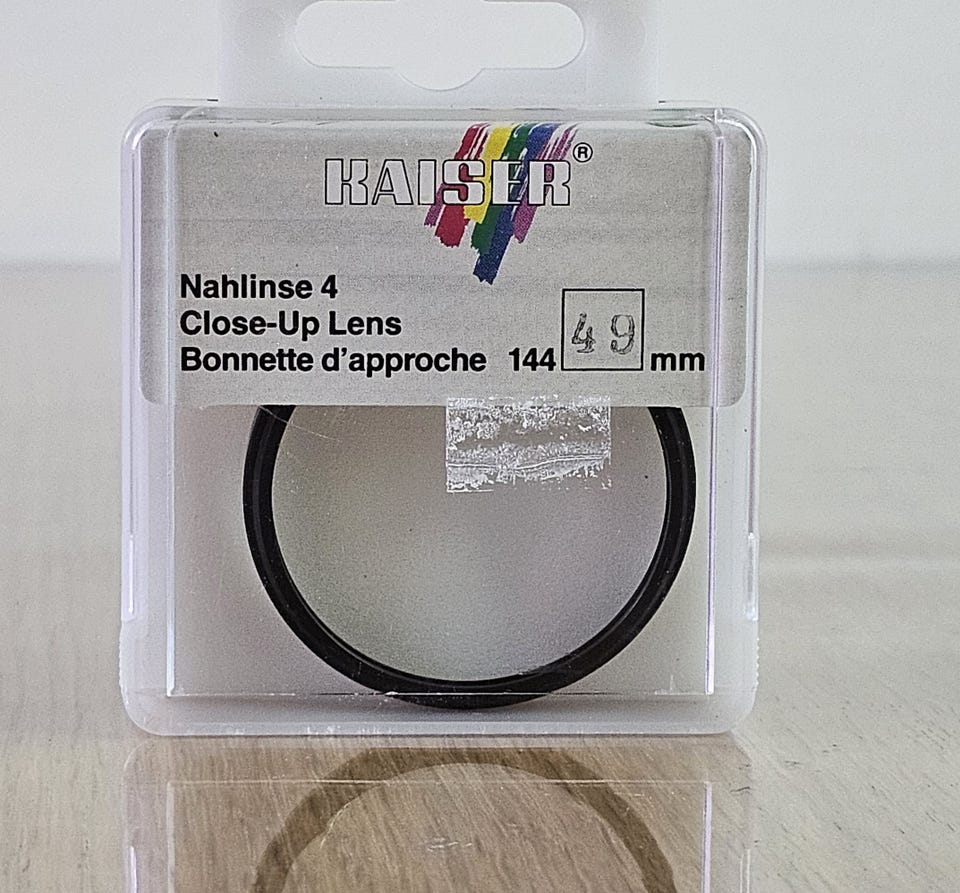 KAISER®
Nahlinse 4
Close-Up Lens
Bonnette d'approche 144 49 mm